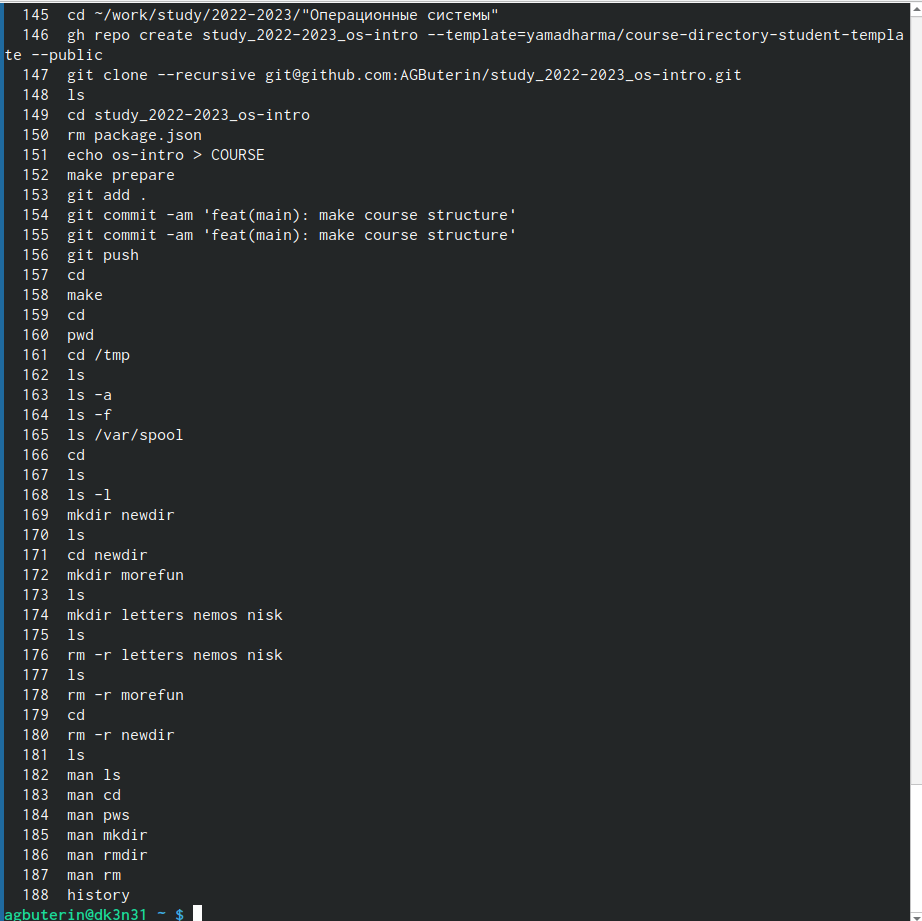 145 cd ~/work/study/2022-2023/"Операционные системы"
146 gh repo create study_2022-2023_os-intro --template=yamadharma/course-directory-student-templa
te --public
147 git clone --recursive git@github.com:AGButerin/study_2022-2023_os-intro.git
148 ls
149 cd study_2022-2023_os-intro
150 rm package.json
151 echo os-intro > COURSE
152 make prepare
153 git add .
154 git commit -am 'feat(main): make course structure'
155 git commit -am 'feat(main): make course structure'
156 git push
157 cd
158 make
159 cd
160 pwd
161 cd /tmp
162 ls
163 ls -a
164 ls -f
165 ls /var/spool
166 cd
167 ls
168 ls -l
169 mkdir newdir
170 ls
171 cd newdir
172 mkdir morefun
173 ls
174 mkdir letters nemos nisk
175 ls
176 rm -r letters nemos nisk
177 ls
178 rm -r morefun
179 cd
180 rm -r newdir
181 ls
182 man ls
183 man cd
184 man pws
185 man mkdir
186 man rmdir
187 man rm
188 history
agbuterin@dk3n31 ~ $